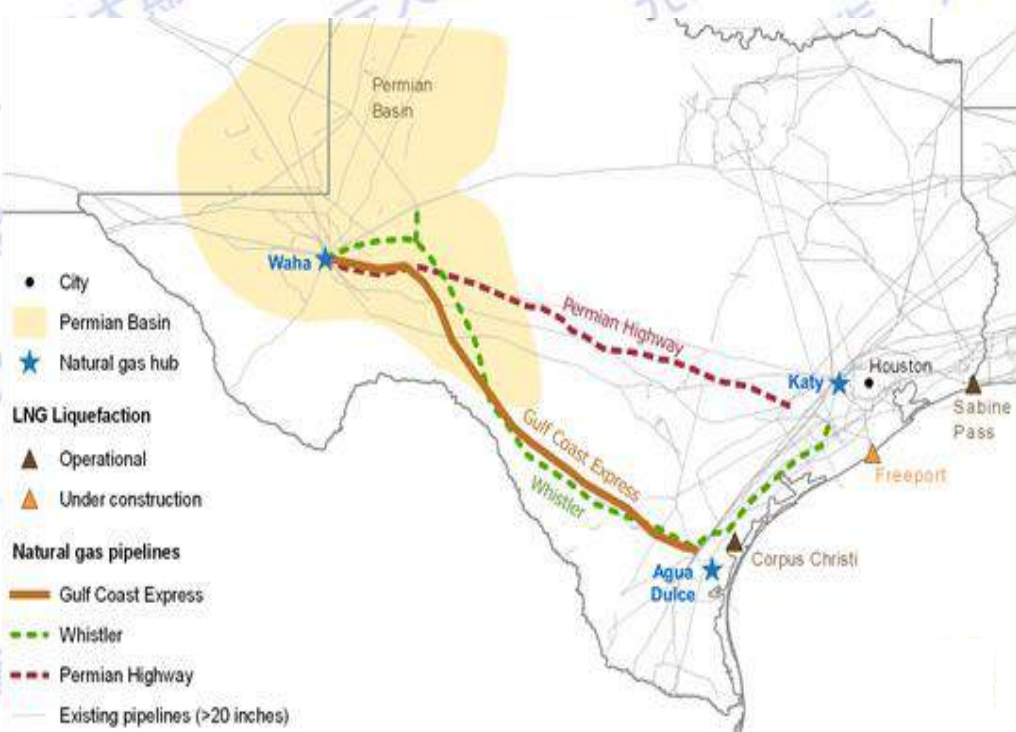 Permian
Basin
Waha
Permian Highway
Katy
Houston
Sabine
Pass
Freeport
Gulf Coast Express
Whistler
Corpus Christi
Agua
Dulce
City
Permian Basin
Natural gas hub
LNG Liquefaction
Operational
Under construction
Natural gas pipelines
Gulf Coast Express
Whistler
Permian Highway
Existing pipelines (>20 inches)